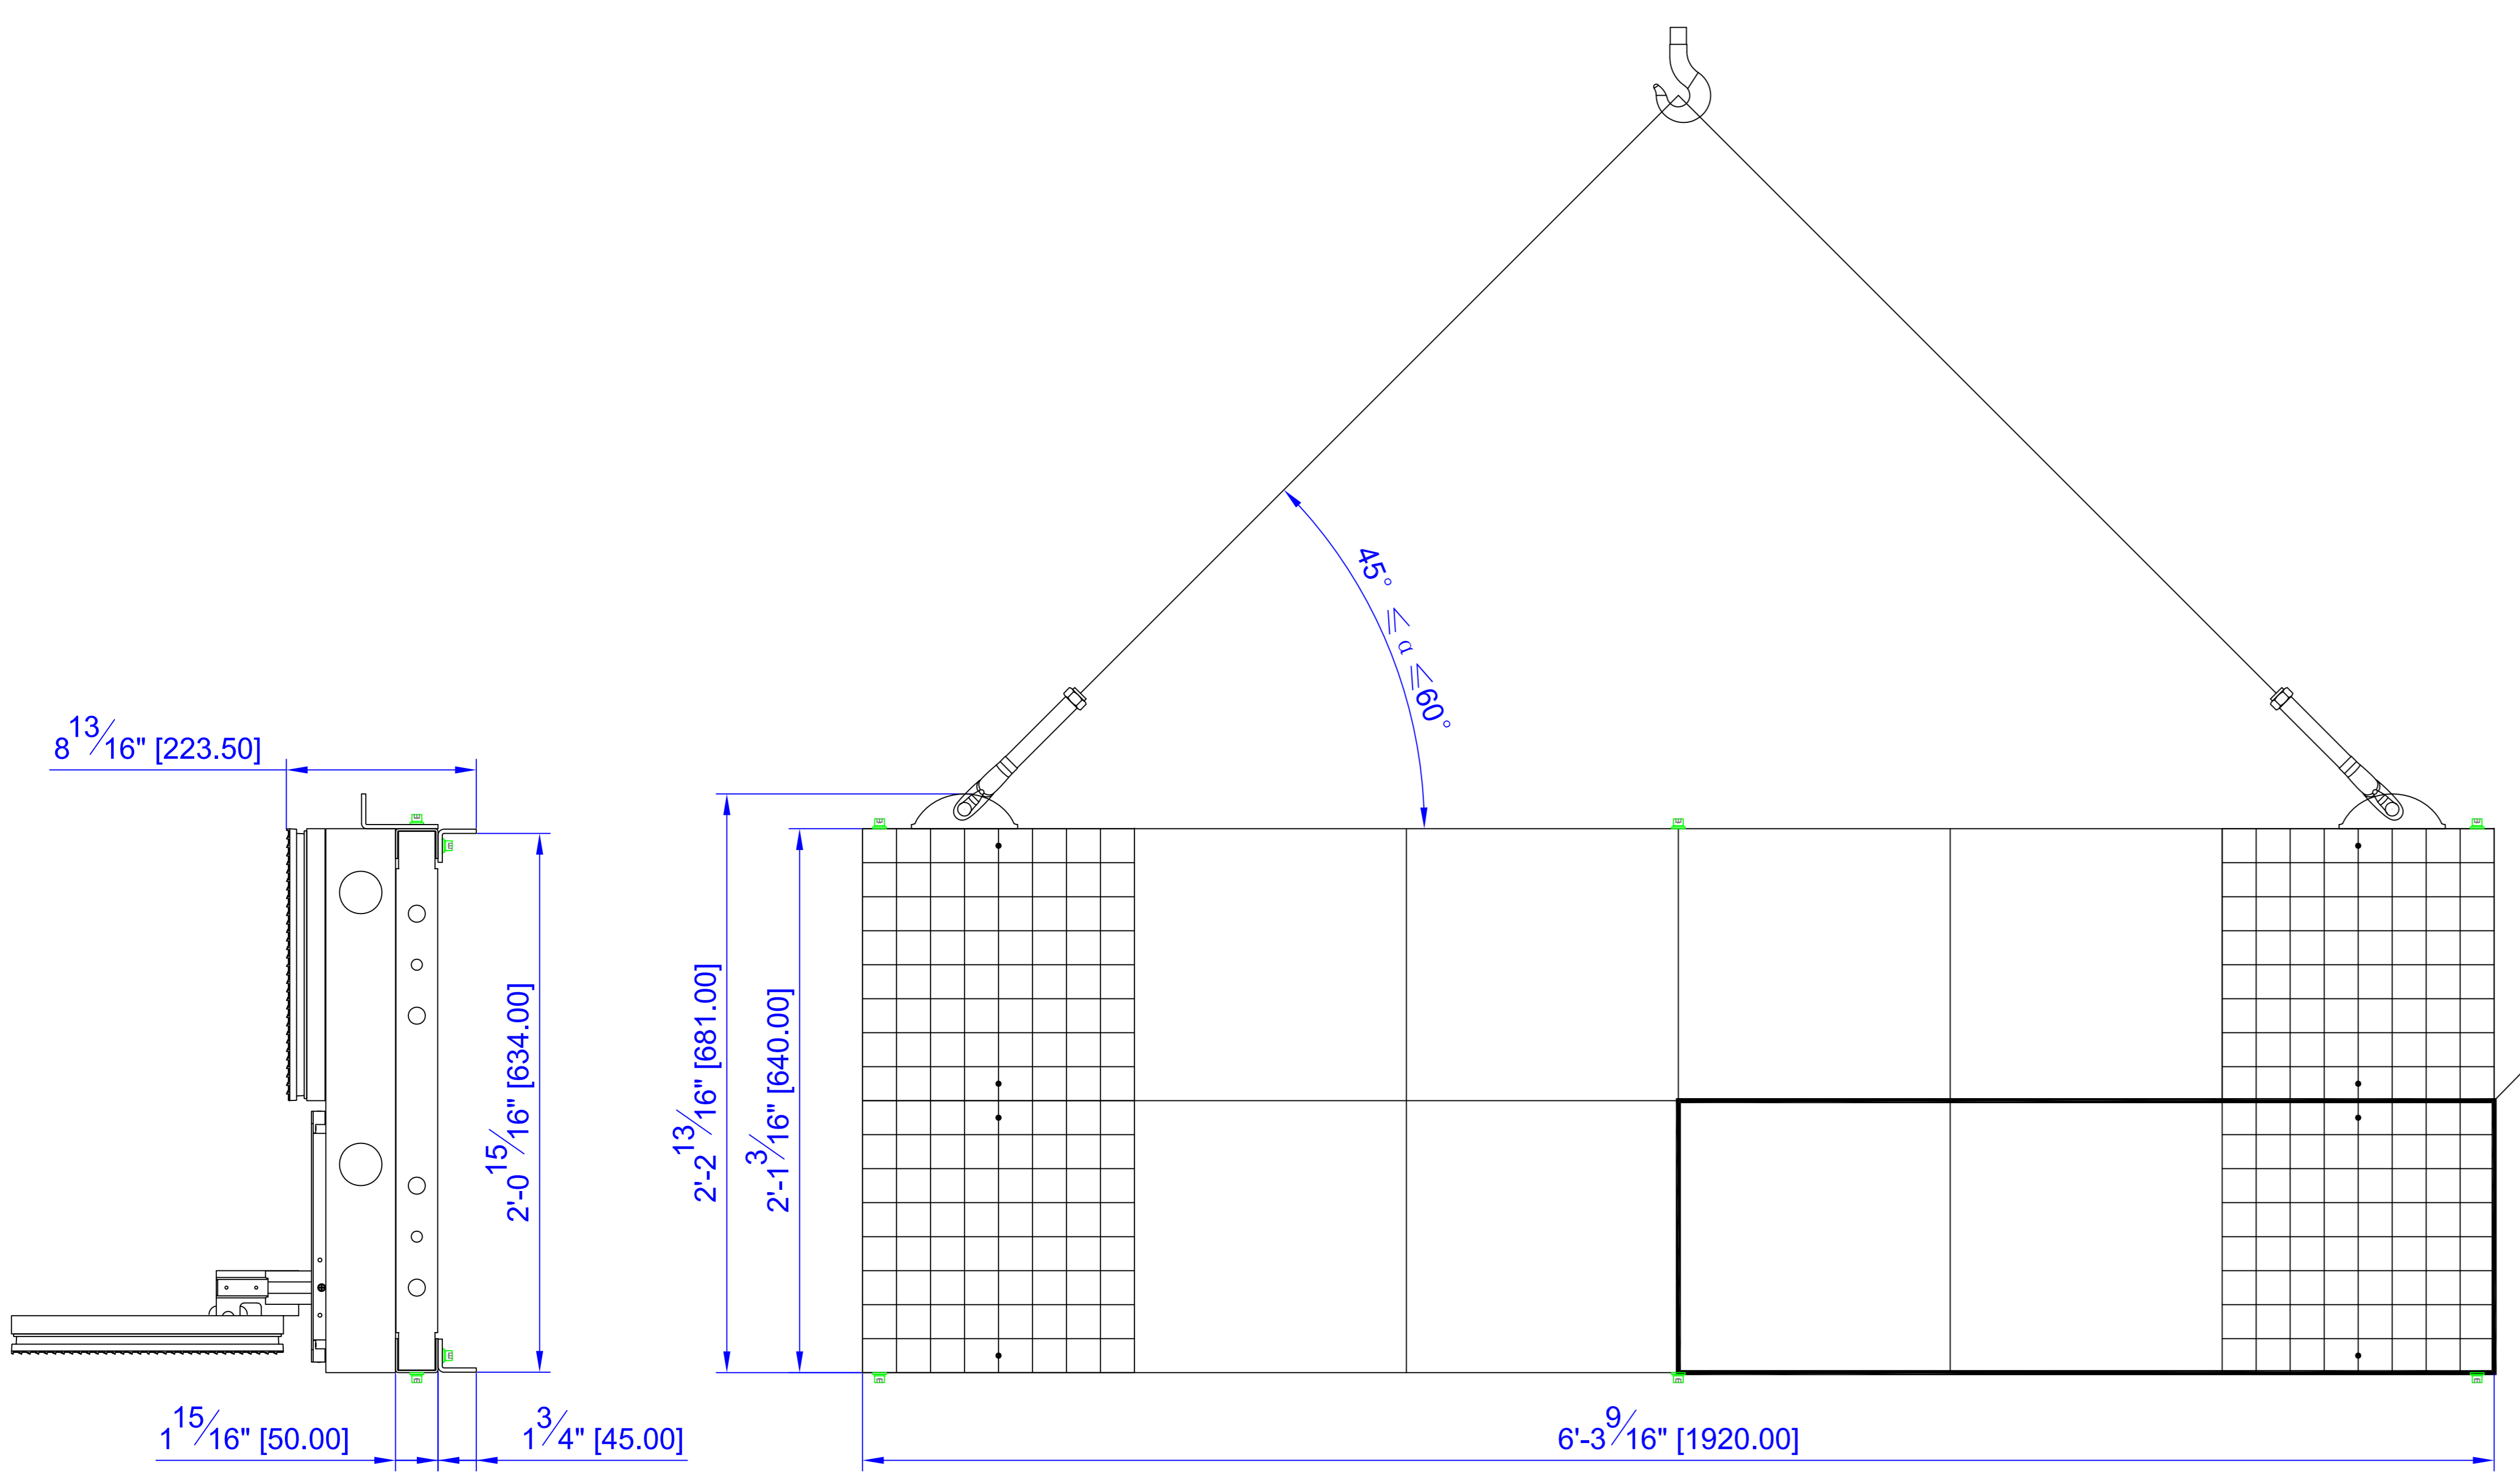 45° ≤ α ≤60°
8 13/16" [223.50]
2'-0 15/16" [634.00]
2'-2 13/16" [681.00]
2'-1 3/16" [640.00]
1 15/16" [50.00]
1 3/4" [45.00]
6'-3 9/16" [1920.00]